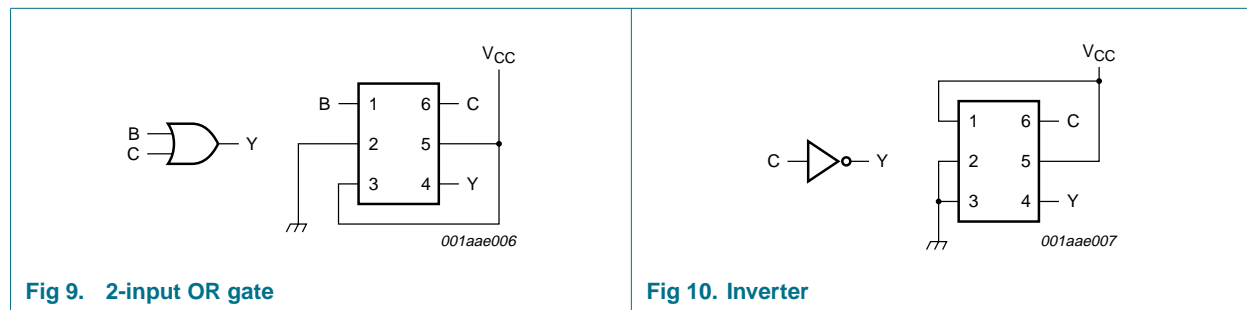 VCC
B 1 6 C
B
C
Y
2 5
3 4 Y
001aae006
Fig 9. 2-input OR gate
VCC
1 6 C
C
Y
2 5
3 4 Y
001aae007
Fig 10. Inverter